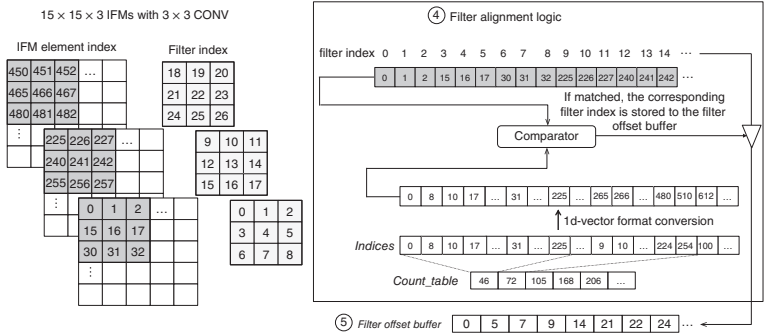 15 × 15 × 3 IFMs with 3 × 3 CONV
IFM element index
Filter index
450 451 452 ...
465 466 467
480 481 482
⋮
18 19 20
21 22 23
24 25 26
225 226 227 ...
240 241 242
255 256 257
⋮
9 10 11
12 13 14
15 16 17
0 1 2 ...
15 16 17
30 31 32
⋮
0 1 2
3 4 5
6 7 8
④ Filter alignment logic
filter index 0 1 2 3 4 5 6 7 8 9 10 11 12 13 14 ...
0 1 2 15 16 17 30 31 32 225 226 227 240 241 242 ...
If matched, the corresponding
filter index is stored to the filter
offset buffer
Comparator
0 8 10 17 ... 31 ... 225 ... 265 266 ... 480 510 612 ...
1d-vector format conversion
Indices 0 8 10 17 ... 31 ... 225 ... 9 10 ... 224 254 100 ...
Count_table 46 72 105 168 206 ...
⑤ Filter offset buffer 0 5 7 9 14 21 22 24 ...